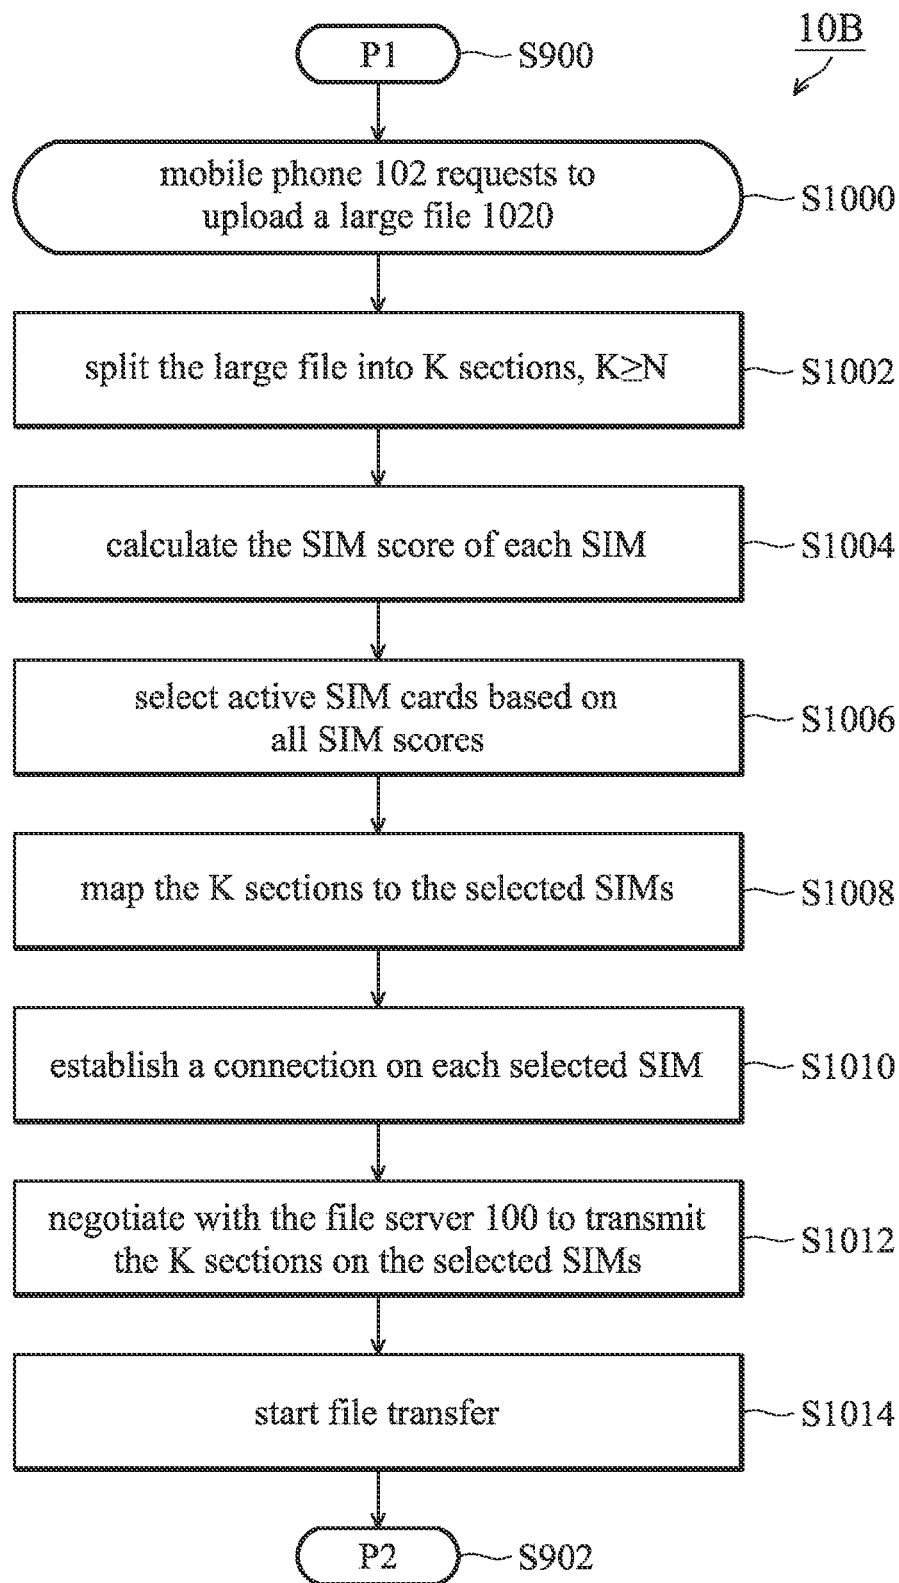 10B
P1
S900
mobile phone 102 requests to
upload a large file 1020
S1000
split the large file into K sections, K≥N
S1002
calculate the SIM score of each SIM
S1004
select active SIM cards based on
all SIM scores
S1006
map the K sections to the selected SIMs
S1008
establish a connection on each selected SIM
S1010
negotiate with the file server 100 to transmit
the K sections on the selected SIMs
S1012
start file transfer
S1014
P2
S902